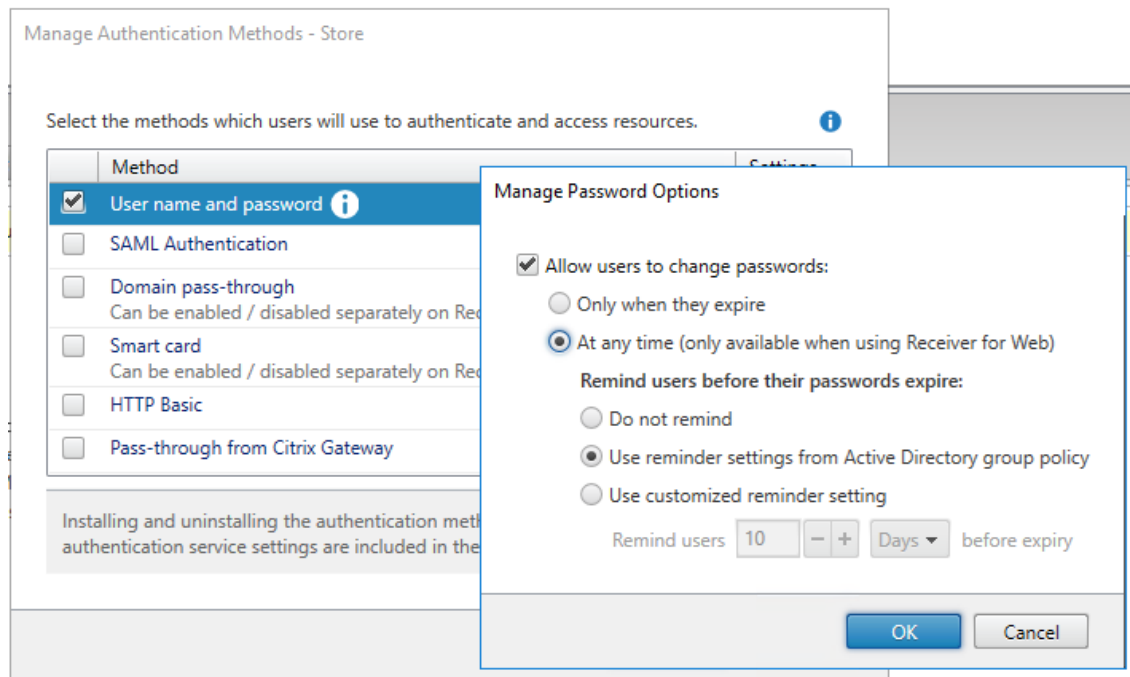 Manage Authentication Methods - Store
Select the methods which users will use to authenticate and access resources.
Method
User name and password
SAML Authentication
Domain pass-through
Can be enabled / disabled separately on
Smart card
Can be enabled / disabled separately on
HTTP Basic
Pass-through from Citrix Gateway
Installing and uninstalling the authentication
authentication service settings are included in the
Manage Password Options
Allow users to change passwords:
Only when they expire
At any time (only available when using Receiver for Web)
Remind users before their passwords expire:
Do not remind
Use reminder settings from Active Directory group policy
Use customized reminder setting
Remind users 10 − + Days before expiry
OK Cancel